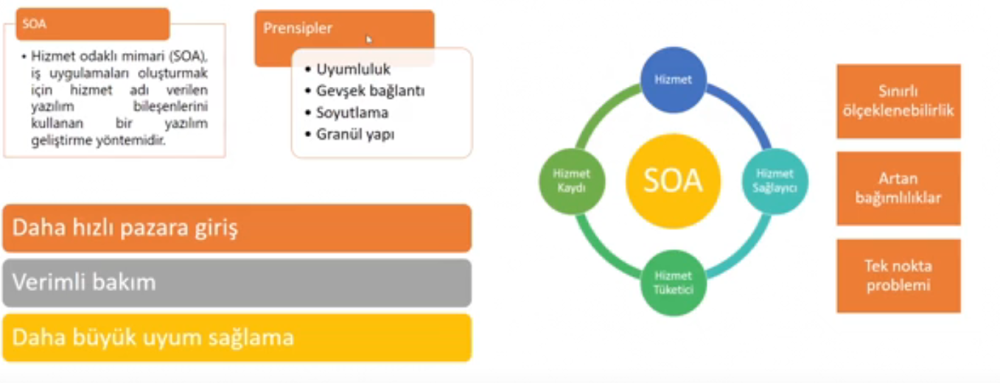 SOA
• Hizmet odaklı mimari (SOA),
iş uygulamaları oluşturmak
için hizmet adı verilen
yazılım bileşenlerini
kullanan bir yazılım
geliştirme yöntemidir.
Prensipler
• Uyumluluk
• Gevşek bağlantı
• Soyutlama
• Granül yapı
Daha hızlı pazara giriş
Verimli bakım
Daha büyük uyum sağlama
Hizmet
Hizmet
Sağlayıcı
Hizmet
Tüketici
Hizmet
Kaydı
SOA
Sınırlı
ölçeklenebilirlik
Artan
bağımlılıklar
Tek nokta
problemi